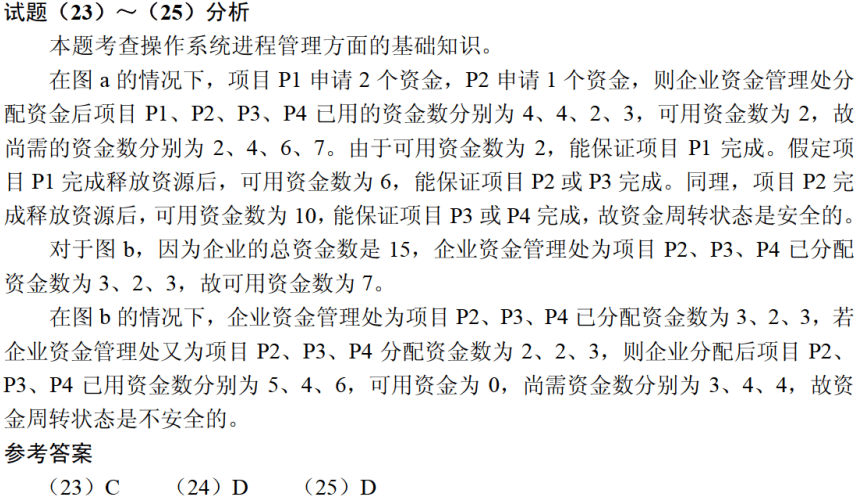 试题（23）～（25）分析
本题考查操作系统进程管理方面的基础知识。
在图 a 的情况下，项目 P1 申请 2 个资金，P2 申请 1 个资金，则企业资金管理处分
配资金后项目 P1、P2、P3、P4 已用的资金数分别为 4、4、2、3，可用资金数为 2，故
尚需的资金数分别为 2、4、6、7。由于可用资金数为 2，能保证项目 P1 完成。假定项
目 P1 完成释放资源后，可用资金数为 6，能保证项目 P2 或 P3 完成。同理，项目 P2 完
成释放资源后，可用资金数为 10，能保证项目 P3 或 P4 完成，故资金周转状态是安全的。
对于图 b，因为企业的总资金数是 15，企业资金管理处为项目 P2、P3、P4 已分配
资金数为 3、2、3，故可用资金数为 7。
在图 b 的情况下，企业资金管理处为项目 P2、P3、P4 已分配资金数为 3、2、3，若
企业资金管理处又为项目 P2、P3、P4 分配资金数为 2、2、3，则企业分配后项目 P2、
P3、P4 已用资金数分别为 5、4、6，可用资金为 0，尚需资金数分别为 3、4、4，故资
金周转状态是不安全的。
参考答案
（23）C （24）D （25）D